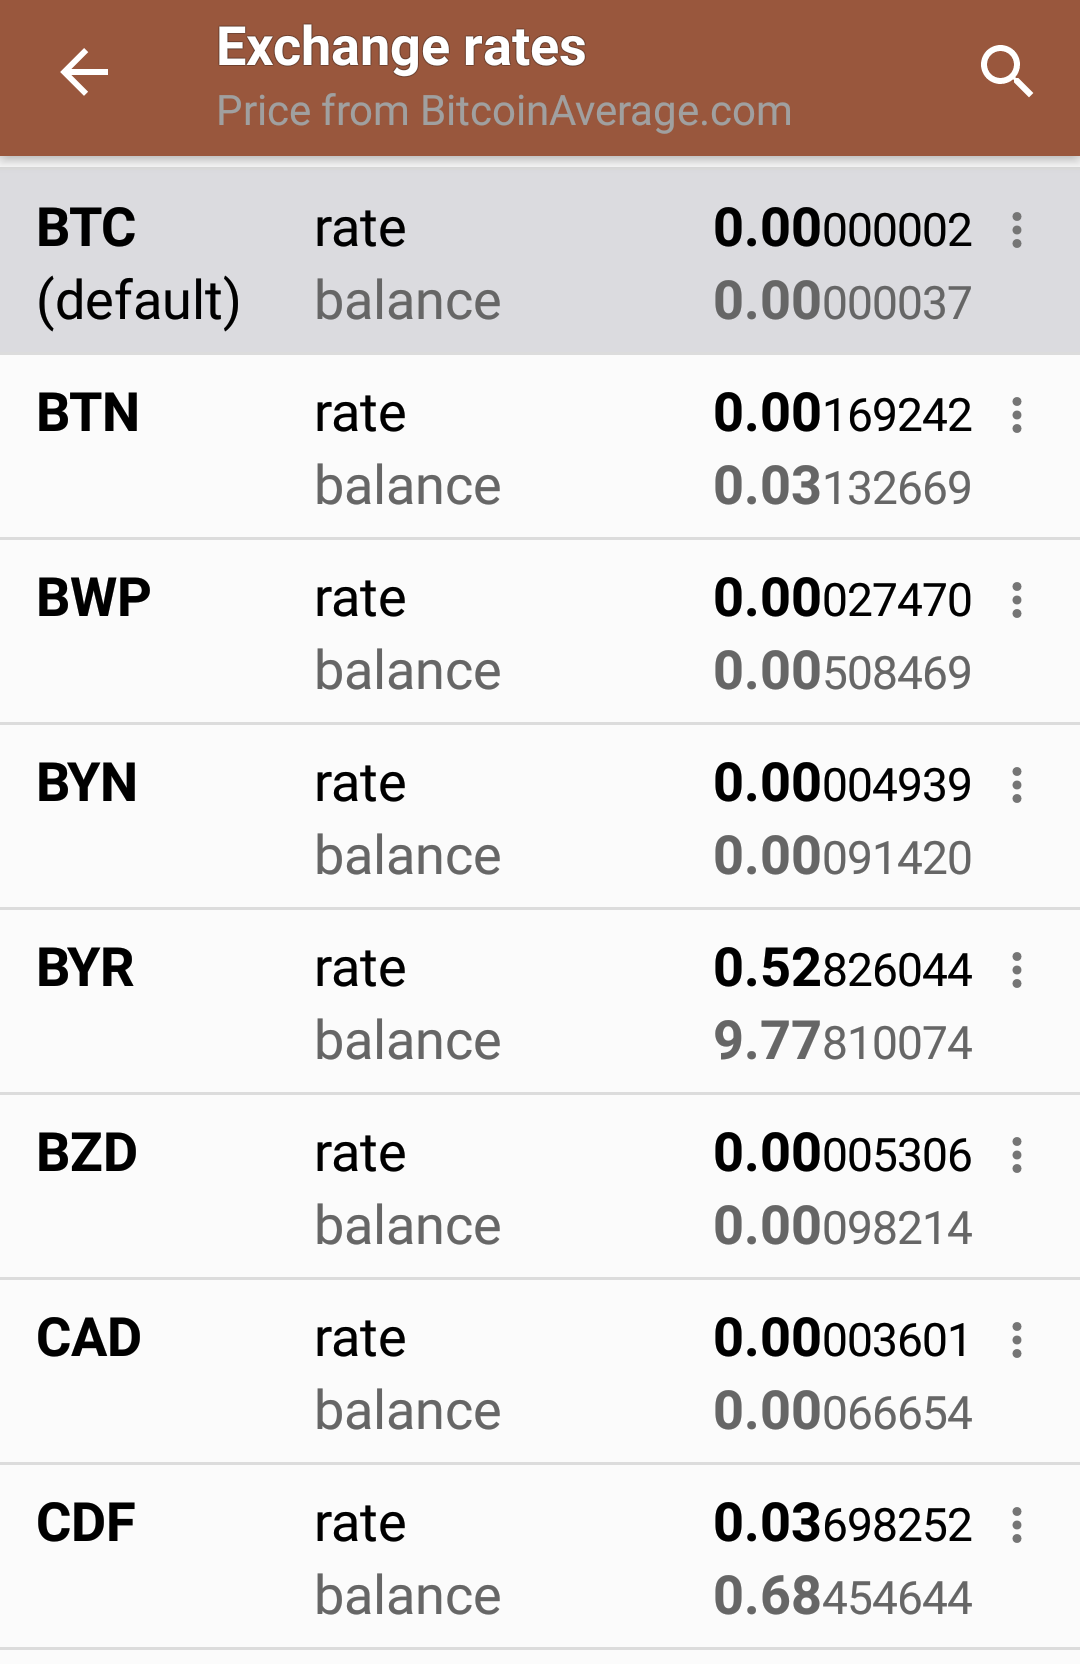 Exchange rates
Price from BitcoinAverage.com
BTC rate 0.00000002
(default) balance 0.00000037
BTN rate 0.00169242
balance 0.03132669
BWP rate 0.00027470
balance 0.00508469
BYN rate 0.00004939
balance 0.00091420
BYR rate 0.52826044
balance 9.77810074
BZD rate 0.00005306
balance 0.00098214
CAD rate 0.00003601
balance 0.00066654
CDF rate 0.03698252
balance 0.68454644